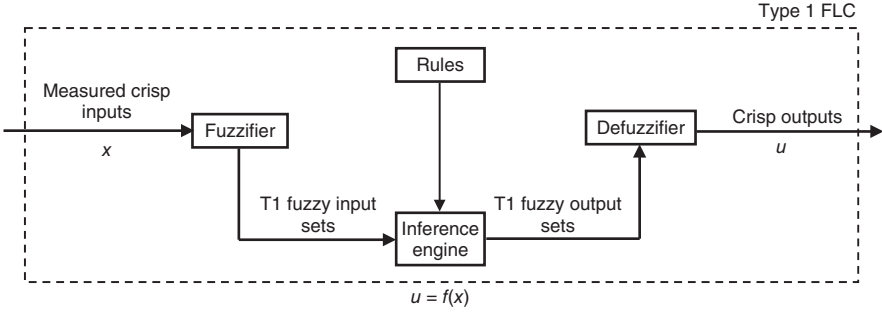 Type 1 FLC
Measured crisp
inputs
x
Fuzzifier
Rules
Defuzzifier
Crisp outputs
u
T1 fuzzy input
sets
Inference
engine
T1 fuzzy output
sets
u = f(x)